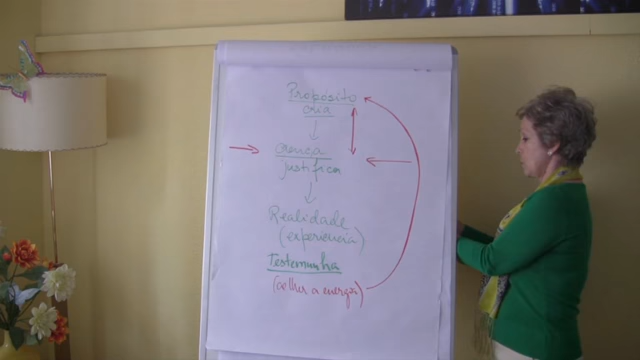 Propósito
cria
Crença
justifica
Realidade
(experiência)
Testemunha
(colher a energia)